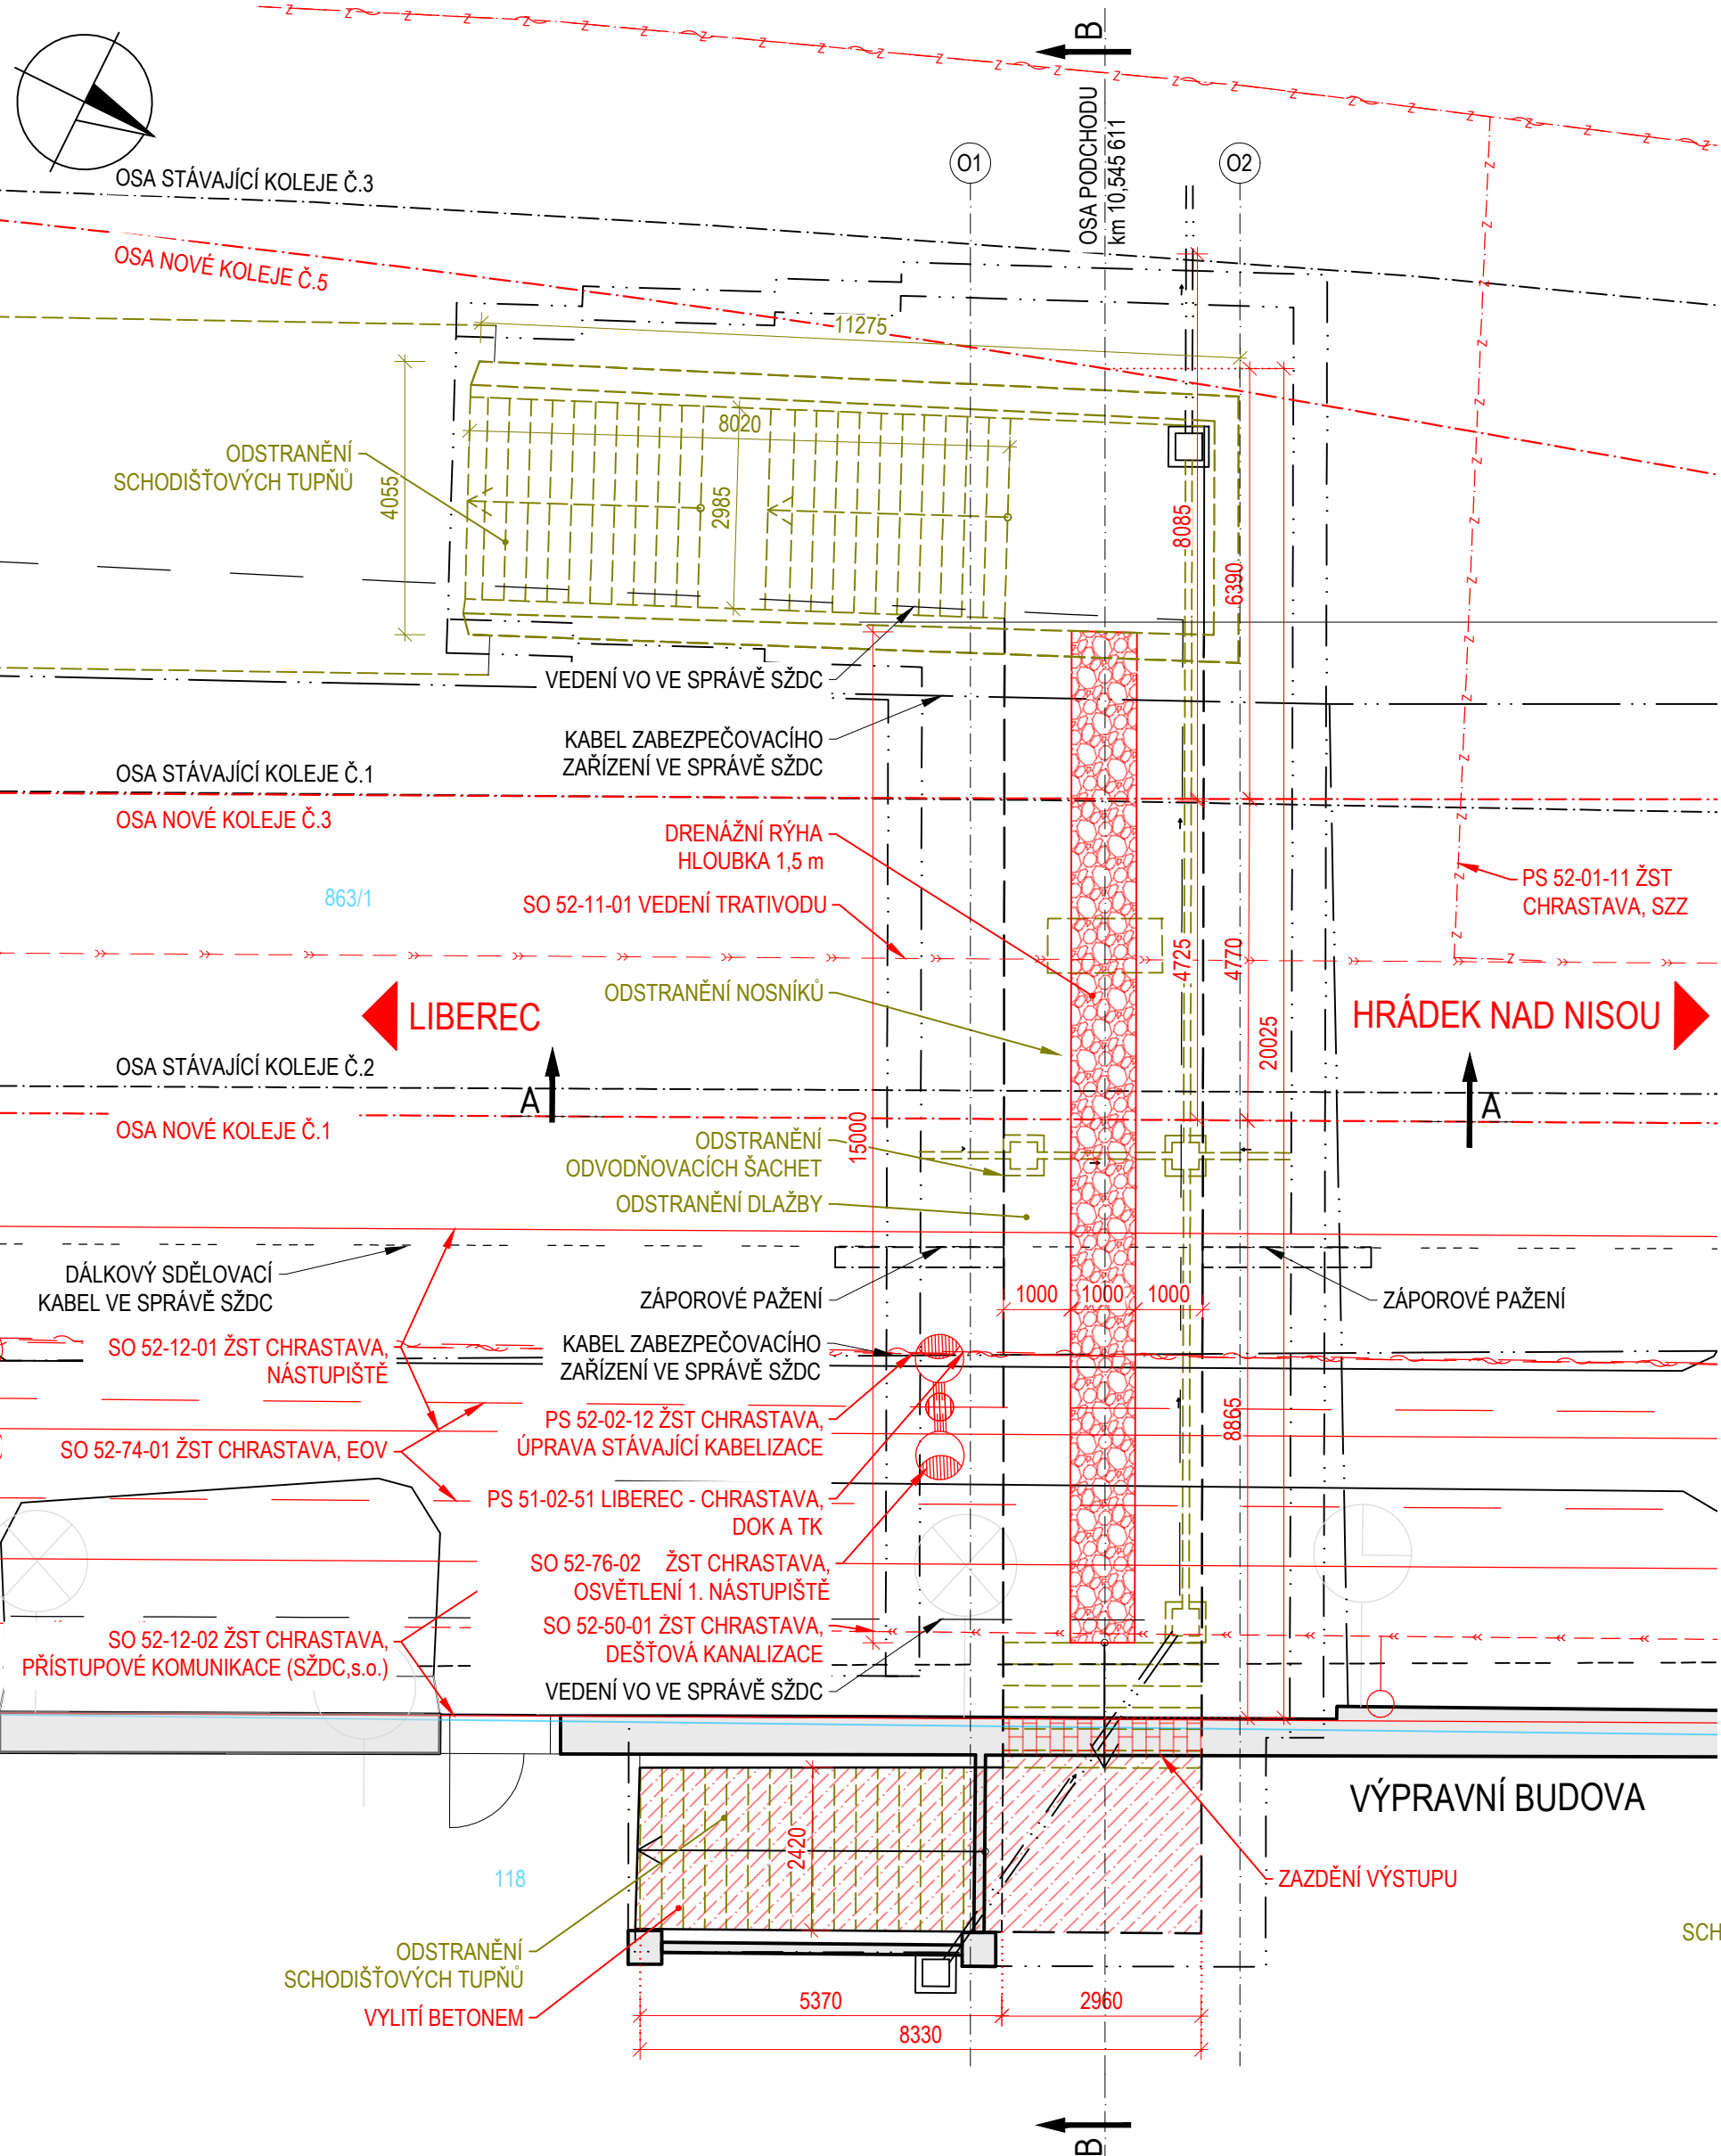 B
OSA PODCHODU
km 10,545 611
O1
O2
OSA STÁVAJÍCÍ KOLEJE Č.3
OSA NOVÉ KOLEJE Č.5
11275
8020
4055
2985
ODSTRANĚNÍ
SCHODIŠŤOVÝCH TUPŇŮ
8085
6390
VEDENÍ VO VE SPRÁVĚ SŽDC
KABEL ZABEZPEČOVACÍHO
ZAŘÍZENÍ VE SPRÁVĚ SŽDC
OSA STÁVAJÍCÍ KOLEJE Č.1
OSA NOVÉ KOLEJE Č.3
DRENÁŽNÍ RÝHA
HLOUBKA 1,5 m
863/1
SO 52-11-01 VEDENÍ TRATIVODU
PS 52-01-11 ŽST
CHRASTAVA, SZZ
4725
4770
ODSTRANĚNÍ NOSNÍKŮ
LIBEREC
HRÁDEK NAD NISOU
20025
OSA STÁVAJÍCÍ KOLEJE Č.2
A
A
OSA NOVÉ KOLEJE Č.1
15000
ODSTRANĚNÍ
ODVODŇOVACÍCH ŠACHET
ODSTRANĚNÍ DLAŽBY
DÁLKOVÝ SDĚLOVACÍ
KABEL VE SPRÁVĚ SŽDC
ZÁPOROVÉ PAŽENÍ
1000
1000
1000
ZÁPOROVÉ PAŽENÍ
SO 52-12-01 ŽST CHRASTAVA,
NÁSTUPIŠTĚ
KABEL ZABEZPEČOVACÍHO
ZAŘÍZENÍ VE SPRÁVĚ SŽDC
8865
PS 52-02-12 ŽST CHRASTAVA,
ÚPRAVA STÁVAJÍCÍ KABELIZACE
SO 52-74-01 ŽST CHRASTAVA, EOV
PS 51-02-51 LIBEREC - CHRASTAVA,
DOK A TK
SO 52-76-02 ŽST CHRASTAVA,
OSVĚTLENÍ 1. NÁSTUPIŠTĚ
SO 52-50-01 ŽST CHRASTAVA,
DEŠŤOVÁ KANALIZACE
SO 52-12-02 ŽST CHRASTAVA,
PŘÍSTUPOVÉ KOMUNIKACE (SŽDC,s.o.)
VEDENÍ VO VE SPRÁVĚ SŽDC
VÝPRAVNÍ BUDOVA
2420
118
ZAZDĚNÍ VÝSTUPU
ODSTRANĚNÍ
SCHODIŠŤOVÝCH TUPŇŮ
SCH
VYLITÍ BETONEM
5370
2960
8330
B